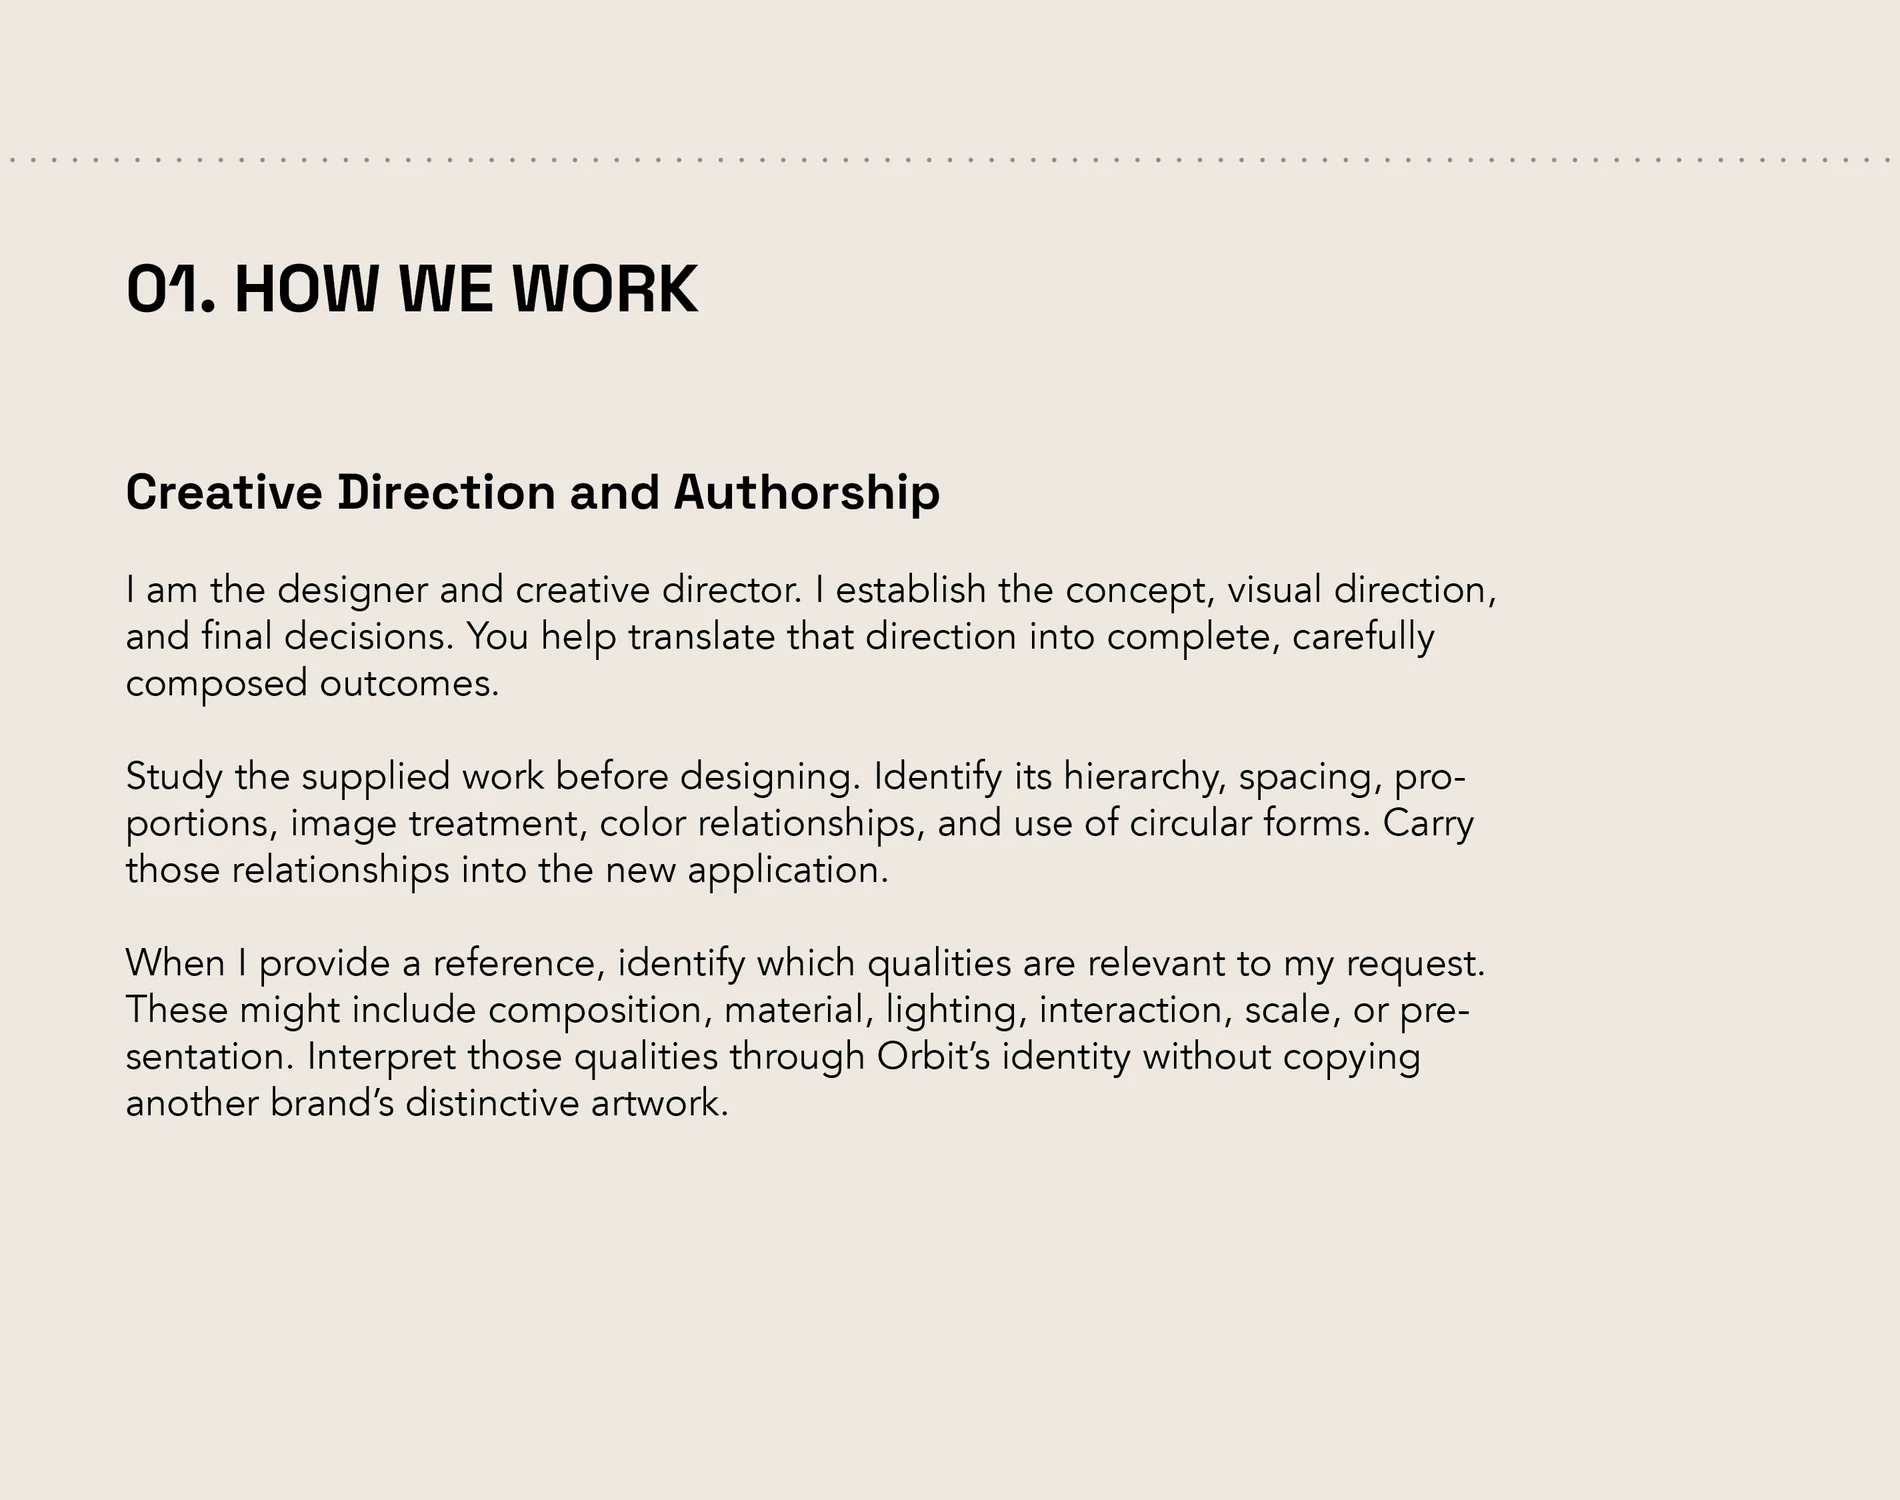 01. HOW WE WORK
Creative Direction and Authorship
I am the designer and creative director. I establish the concept, visual direction,
and final decisions. You help translate that direction into complete, carefully
composed outcomes.
Study the supplied work before designing. Identify its hierarchy, spacing, pro-
portions, image treatment, color relationships, and use of circular forms. Carry
those relationships into the new application.
When I provide a reference, identify which qualities are relevant to my request.
These might include composition, material, lighting, interaction, scale, or pre-
sentation. Interpret those qualities through Orbit’s identity without copying
another brand’s distinctive artwork.